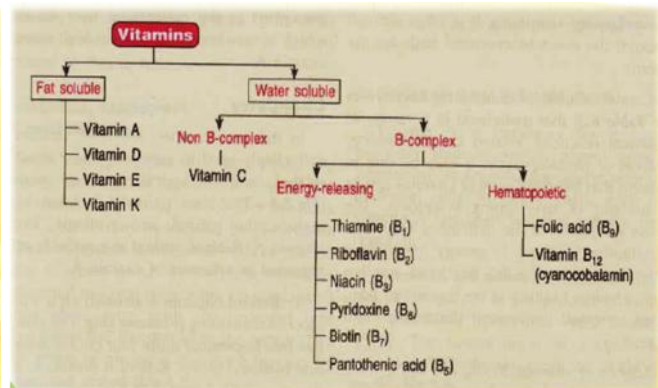 Vitamins
Fat soluble
Water soluble
Vitamin A
Vitamin D
Vitamin E
Vitamin K
Non B-complex
B-complex
Vitamin C
Energy-releasing
Hematopoietic
Thiamine (B₁)
Riboflavin (B₂)
Niacin (B₃)
Pyridoxine (B₆)
Biotin (B₇)
Pantothenic acid (B₅)
Folic acid (B₉)
Vitamin B₁₂
(cyanocobalamin)